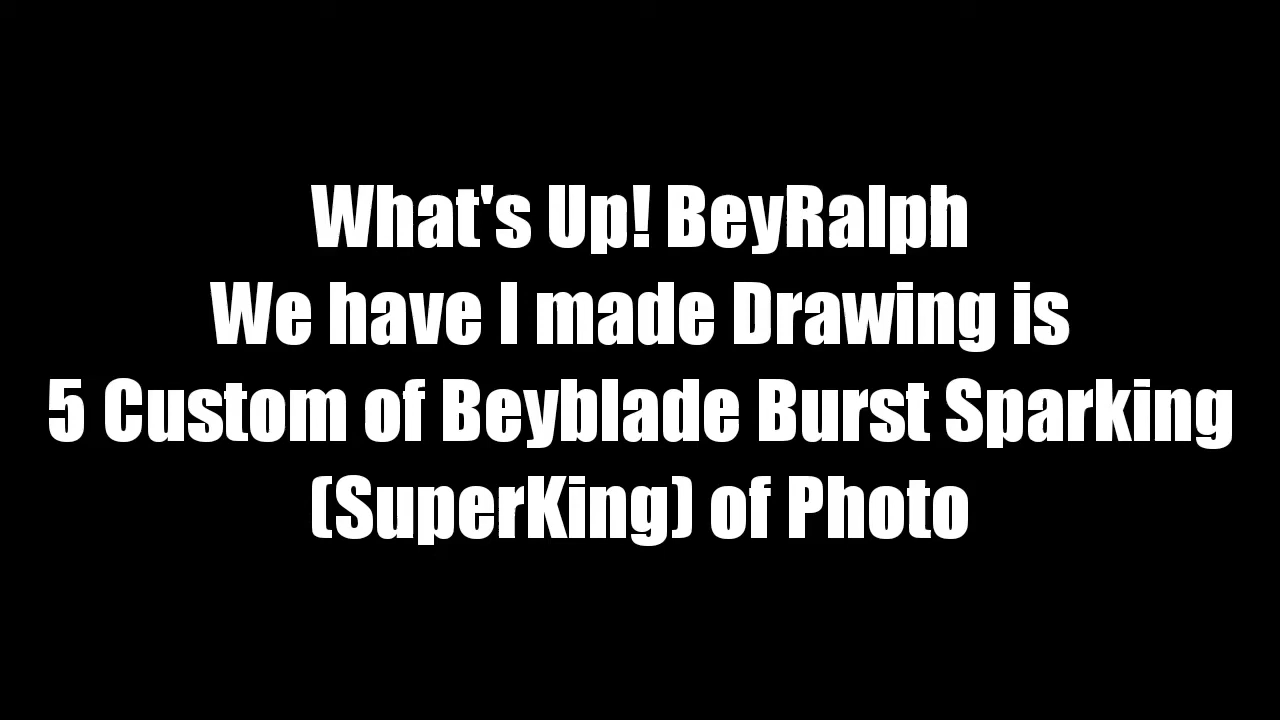 What's Up! BeyRalph
We have I made Drawing is
5 Custom of Beyblade Burst Sparking
(SuperKing) of Photo